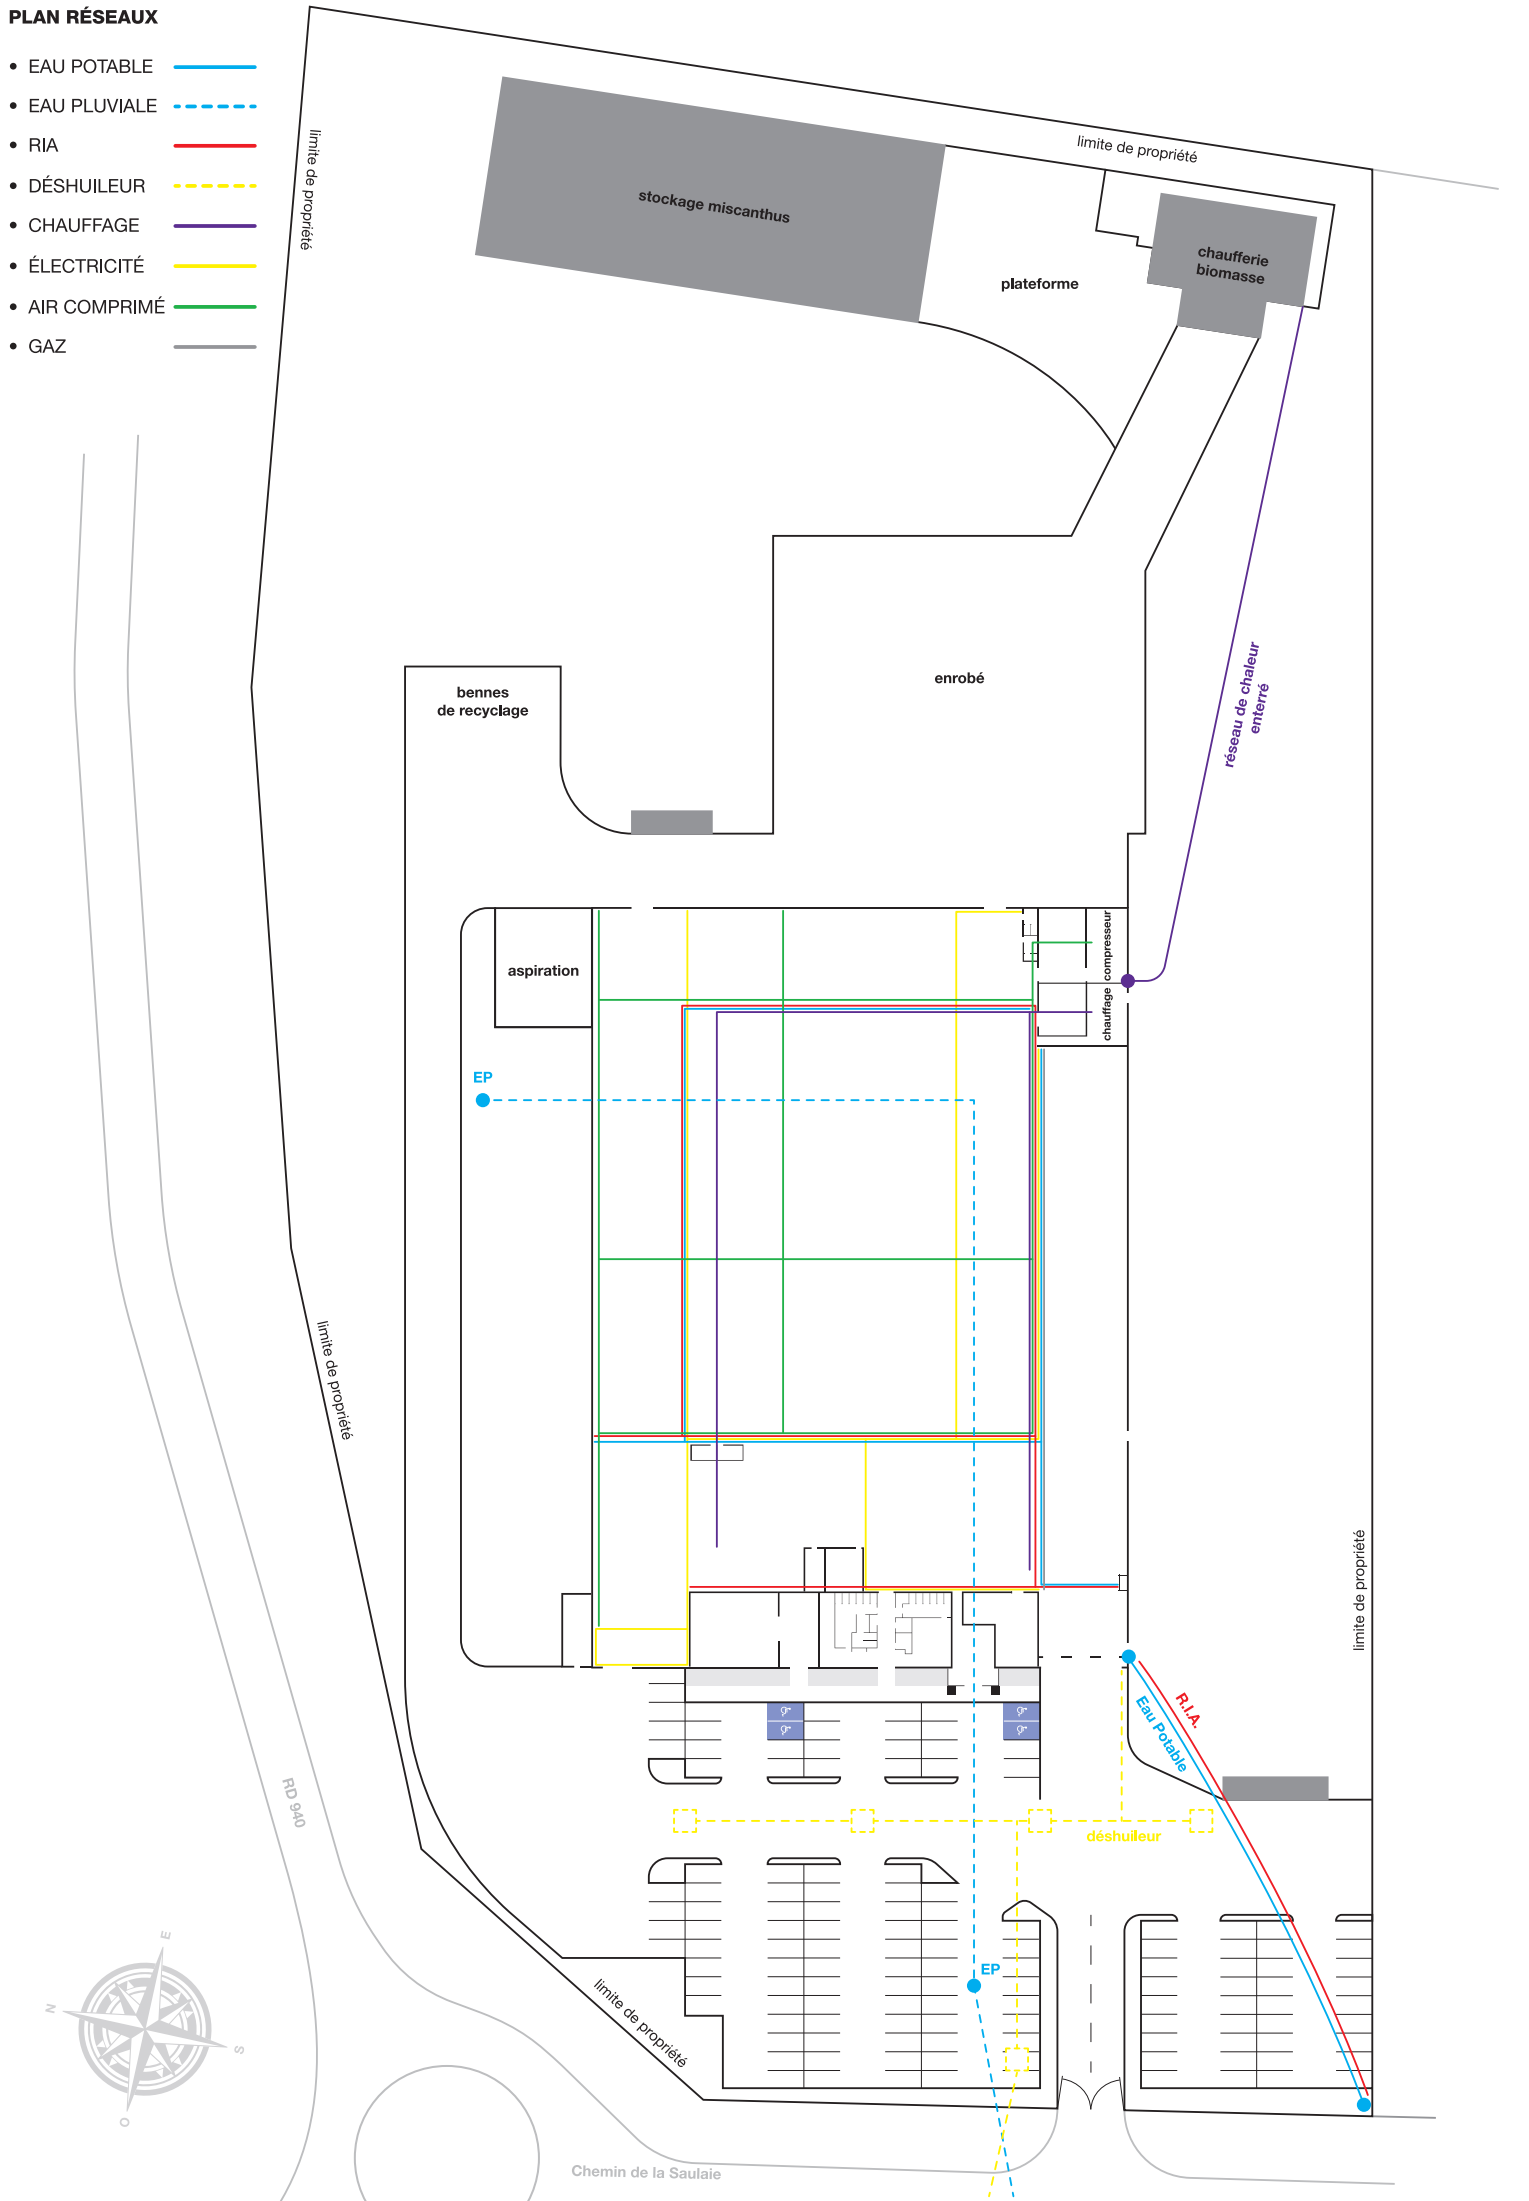 PLAN RÉSEAUX
• EAU POTABLE
• EAU PLUVIALE
• RIA
• DÉSHUILEUR
• CHAUFFAGE
• ÉLECTRICITÉ
• AIR COMPRIMÉ
• GAZ
limite de propriété
limite de propriété
stockage miscanthus
chaufferie
biomasse
plateforme
réseau de chaleur
enterré
enrobé
bennes
de recyclage
aspiration
compresseur
chauffage
EP
limite de propriété
limite de propriété
R.I.A.
Eau Potable
RD 940
déshuileur
EP
limite de propriété
E
N
S
O
Chemin de la Saulaie